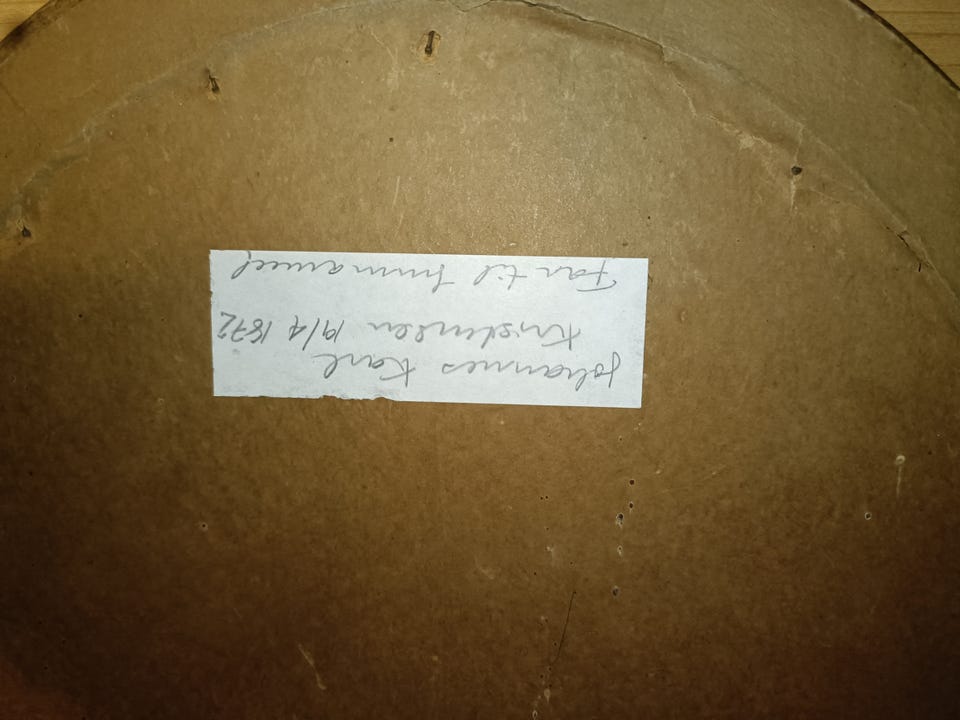 Johannes Karl
Kristensen 19/4 1872
Far til Immanuel